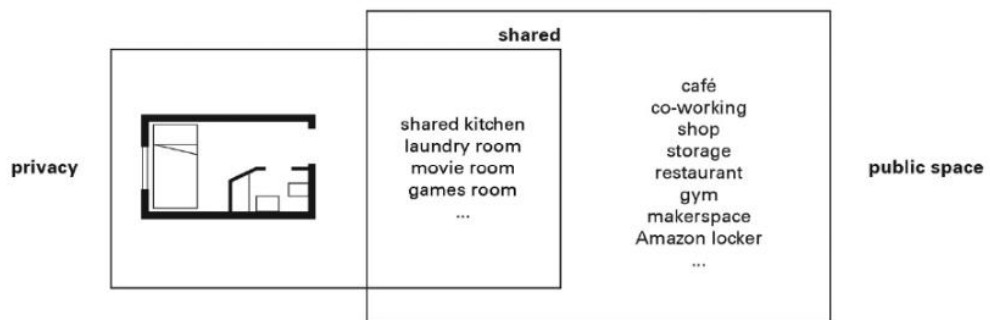 shared
privacy
shared kitchen
laundry room
movie room
games room
...
café
co-working
shop
storage
restaurant
gym
makerspace
Amazon locker
...
public space